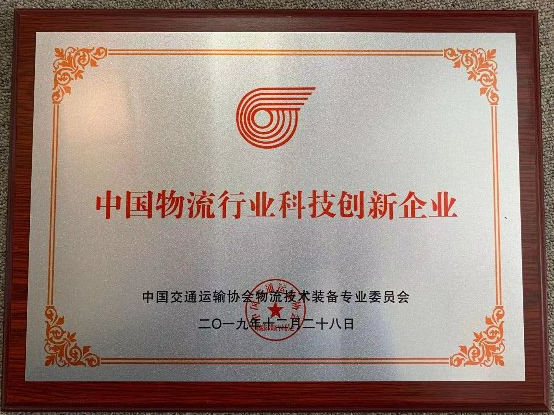 中国物流行业科技创新企业
中国交通运输协会物流技术装备专业委员会
二〇一九年十二月二十八日